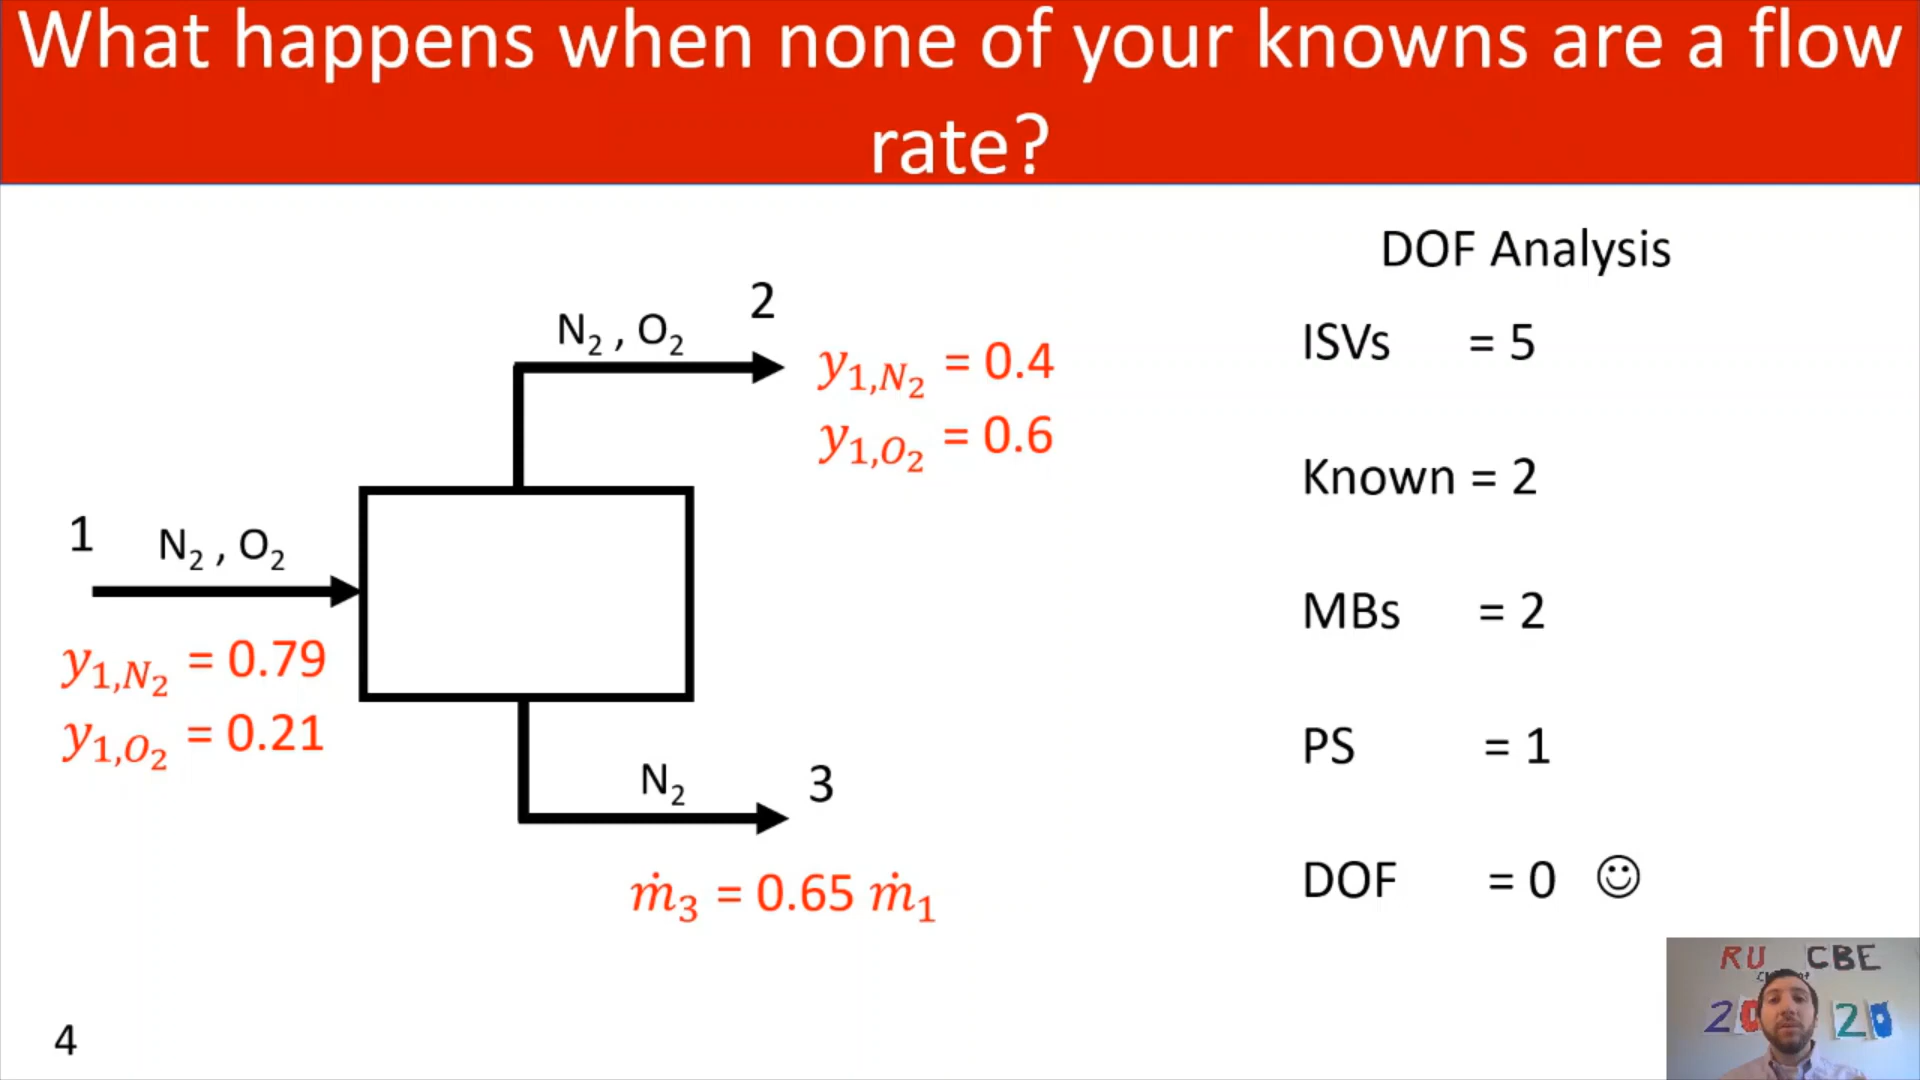 What happens when none of your knowns are a flow
rate?
DOF Analysis
2
N₂ , O₂
y₁,N₂ = 0.4
y₁,O₂ = 0.6
ISVs = 5
Known = 2
1
N₂ , O₂
y₁,N₂ = 0.79
y₁,O₂ = 0.21
MBs = 2
PS = 1
N₂
3
ṁ₃ = 0.65 ṁ₁
DOF = 0 ☺
RU CBE
20 20
4